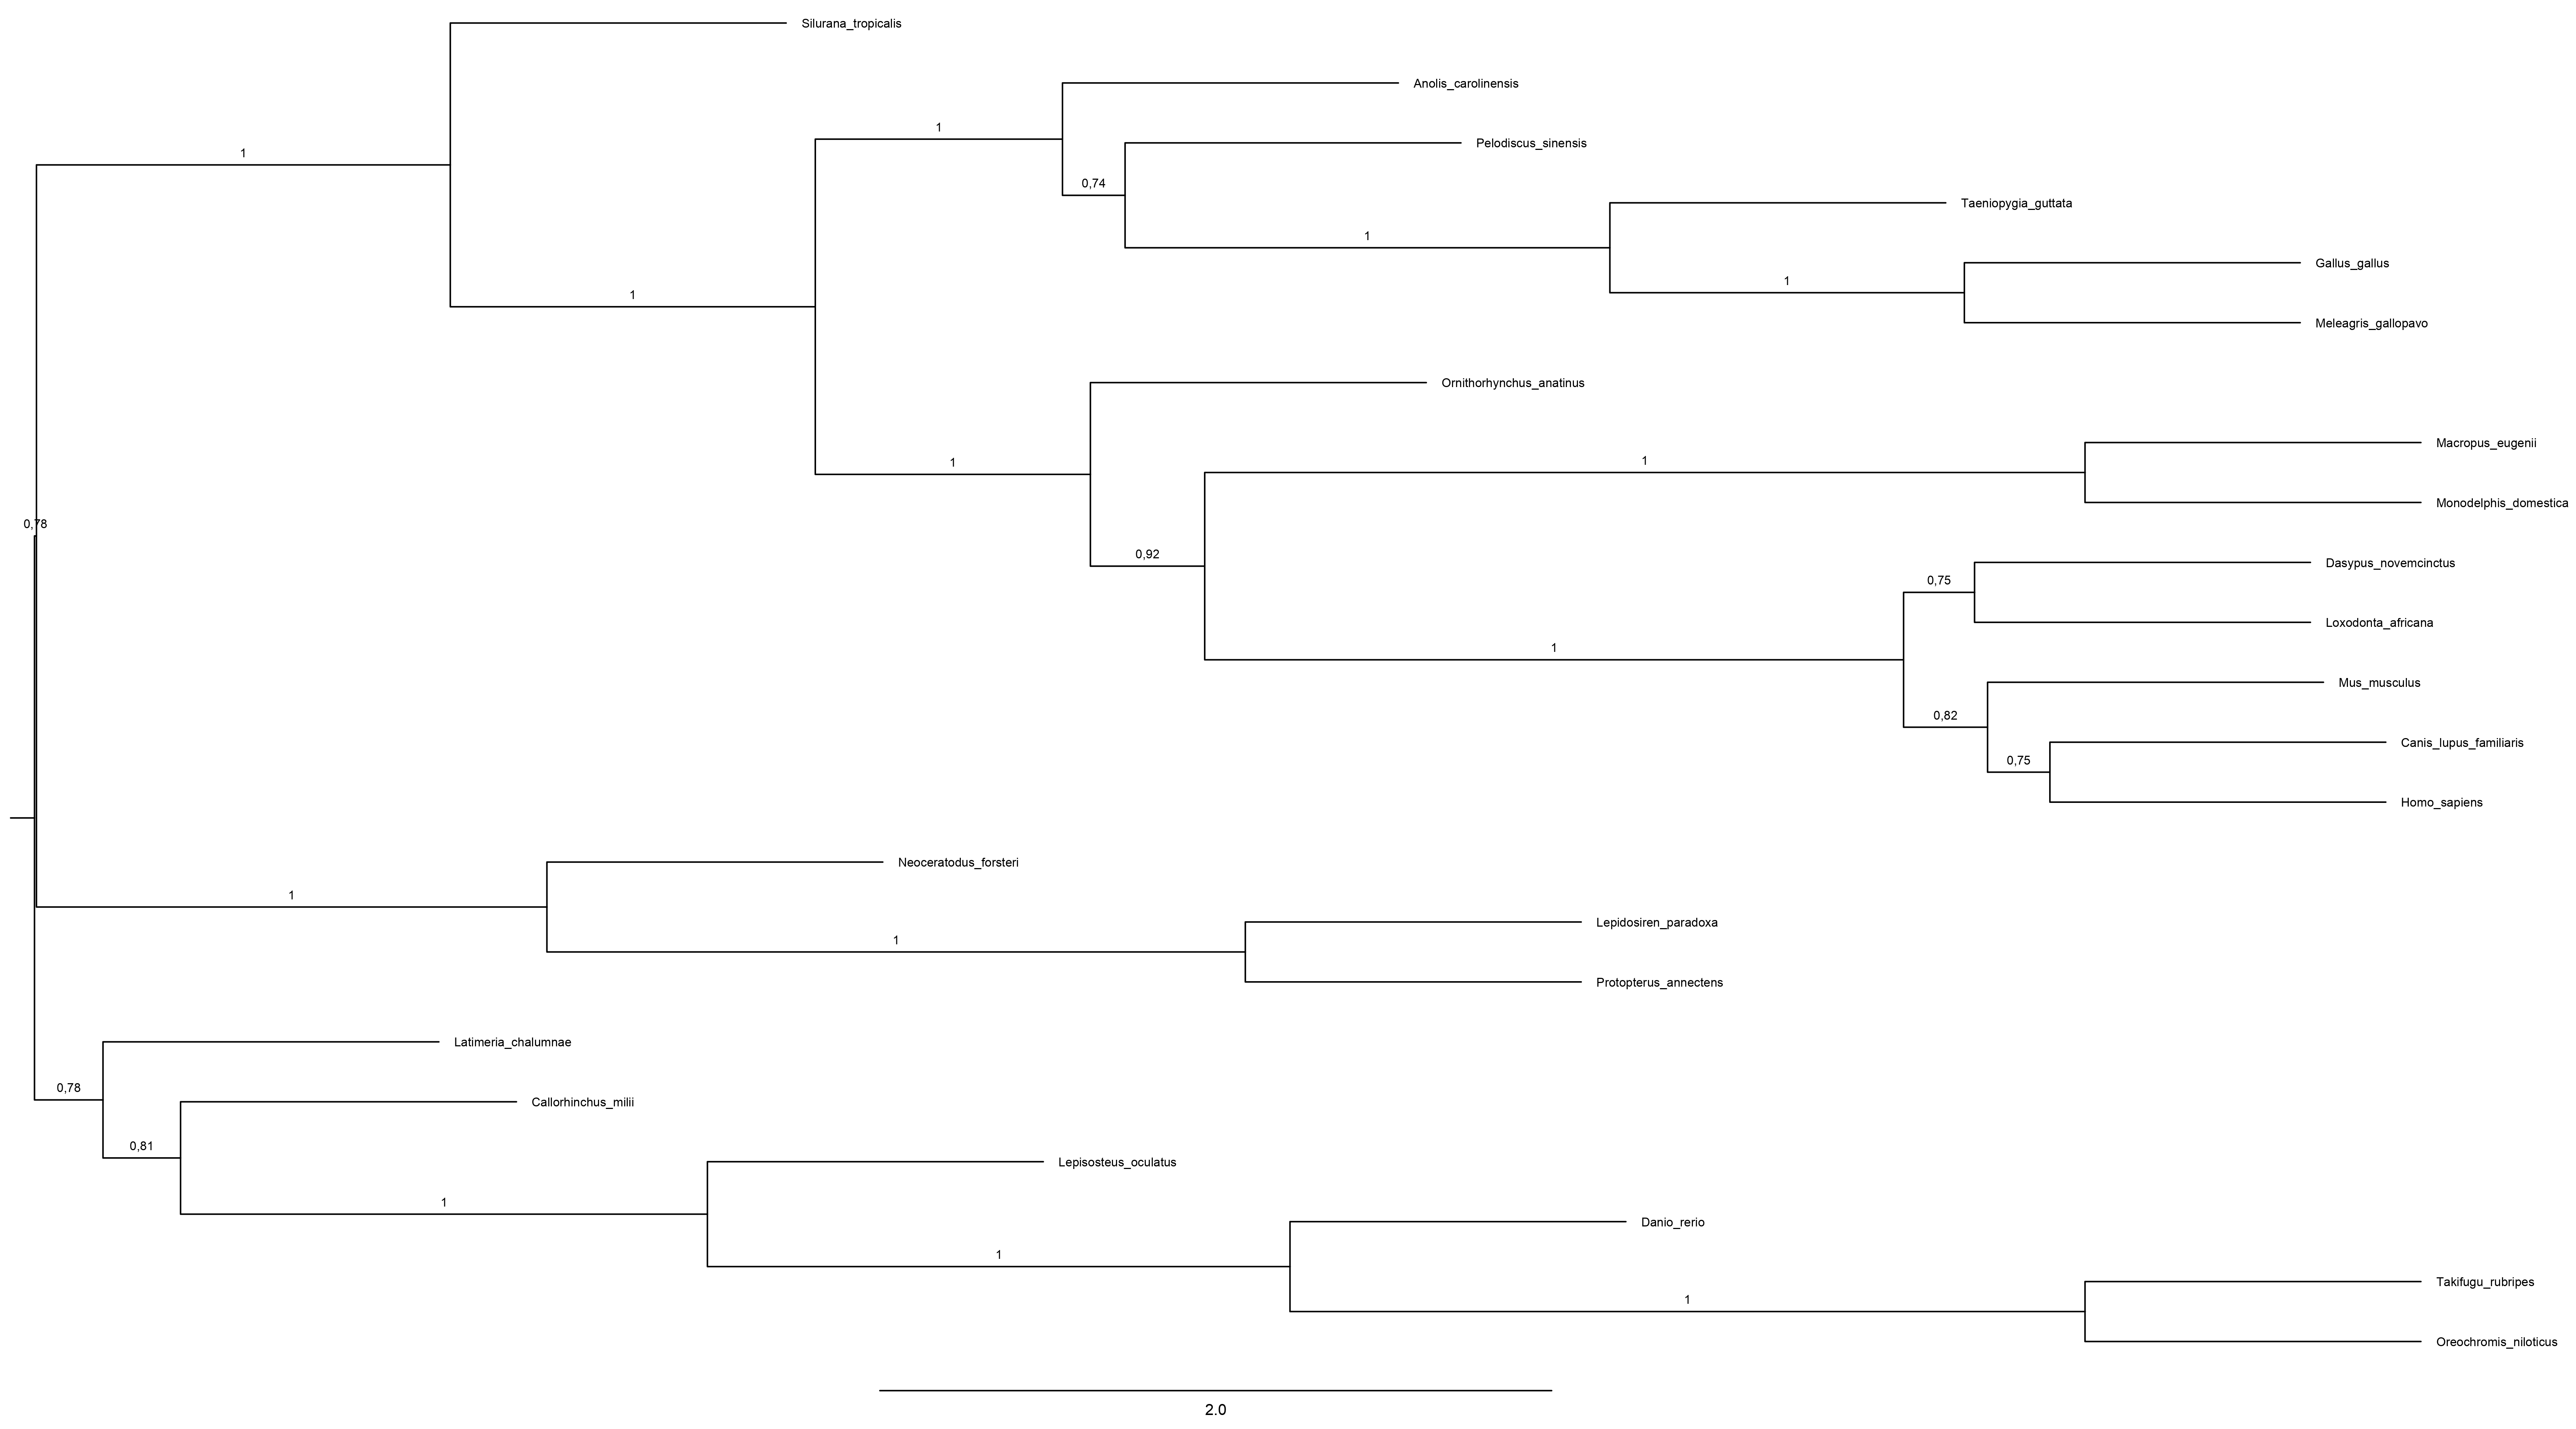 Silurana_tropicalis
Anolis_carolinensis
1
Pelodiscus_sinensis
1
0,74
Taeniopygia_guttata
1
Gallus_gallus
1
1
Meleagris_gallopavo
Ornithorhynchus_anatinus
Macropus_eugenii
1
1
Monodelphis_domestica
0,78
0,92
Dasypus_novemcinctus
0,75
Loxodonta_africana
1
Mus_musculus
0,82
Canis_lupus_familiaris
0,75
Homo_sapiens
Neoceratodus_forsteri
1
Lepidosiren_paradoxa
1
Protopterus_annectens
Latimeria_chalumnae
0,78
Callorhinchus_milii
0,81
Lepisosteus_oculatus
1
Danio_rerio
1
Takifugu_rubripes
1
Oreochromis_niloticus
2.0